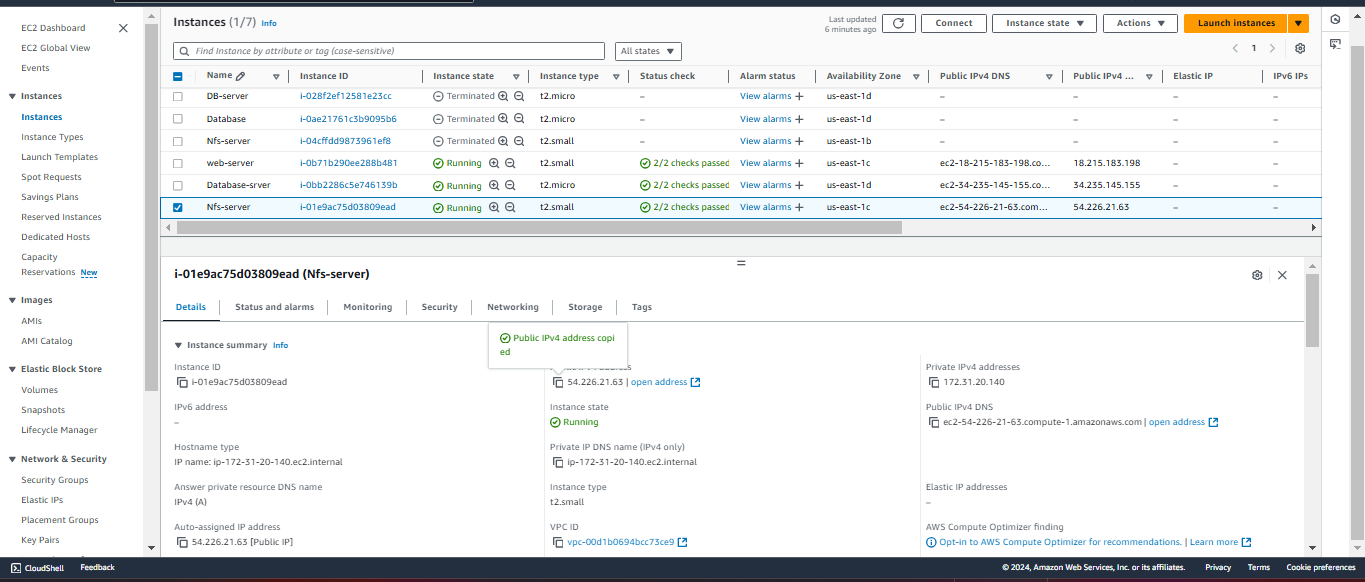 EC2 Dashboard
EC2 Global View
Events
Instances
Instances
Instance Types
Launch Templates
Spot Requests
Savings Plans
Reserved Instances
Dedicated Hosts
Capacity
Reservations New
Images
AMIs
AMI Catalog
Elastic Block Store
Volumes
Snapshots
Lifecycle Manager
Network & Security
Security Groups
Elastic IPs
Placement Groups
Key Pairs
Instances (1/7) Info
Last updated
6 minutes ago
Connect
Instance state
Actions
Launch instances
Find Instance by attribute or tag (case-sensitive)
All states
1
Name Instance ID Instance state Instance type Status check Alarm status Availability Zone Public IPv4 DNS Public IPv4 ... Elastic IP IPv6 IPs
DB-server i-028f2ef12581e23cc Terminated t2.micro – View alarms + us-east-1d – – – –
Database i-0ae21761c3b9095b6 Terminated t2.micro – View alarms + us-east-1d – – – –
Nfs-server i-04cffdd9873961ef8 Terminated t2.small – View alarms + us-east-1b – – – –
web-server i-0b71b290ee288b481 Running t2.small 2/2 checks passed View alarms + us-east-1c ec2-18-215-183-198.co... 18.215.183.198 – –
Database-srver i-0bb2286c5e746139b Running t2.micro 2/2 checks passed View alarms + us-east-1d ec2-34-235-145-155.co... 34.235.145.155 – –
Nfs-server i-01e9ac75d03809ead Running t2.small 2/2 checks passed View alarms + us-east-1c ec2-54-226-21-63.com... 54.226.21.63 – –
i-01e9ac75d03809ead (Nfs-server)
Details Status and alarms Monitoring Security Networking Storage Tags
Public IPv4 address copi
ed
Instance summary Info
Instance ID
i-01e9ac75d03809ead
54.226.21.63 | open address
Private IPv4 addresses
172.31.20.140
IPv6 address
–
Instance state
Running
Public IPv4 DNS
ec2-54-226-21-63.compute-1.amazonaws.com | open address
Hostname type
IP name: ip-172-31-20-140.ec2.internal
Private IP DNS name (IPv4 only)
ip-172-31-20-140.ec2.internal
Answer private resource DNS name
IPv4 (A)
Instance type
t2.small
Elastic IP addresses
–
Auto-assigned IP address
54.226.21.63 [Public IP]
VPC ID
vpc-00d1b0694bcc73ce9
AWS Compute Optimizer finding
Opt-in to AWS Compute Optimizer for recommendations. | Learn more
CloudShell Feedback
© 2024, Amazon Web Services, Inc. or its affiliates. Privacy Terms Cookie preferences